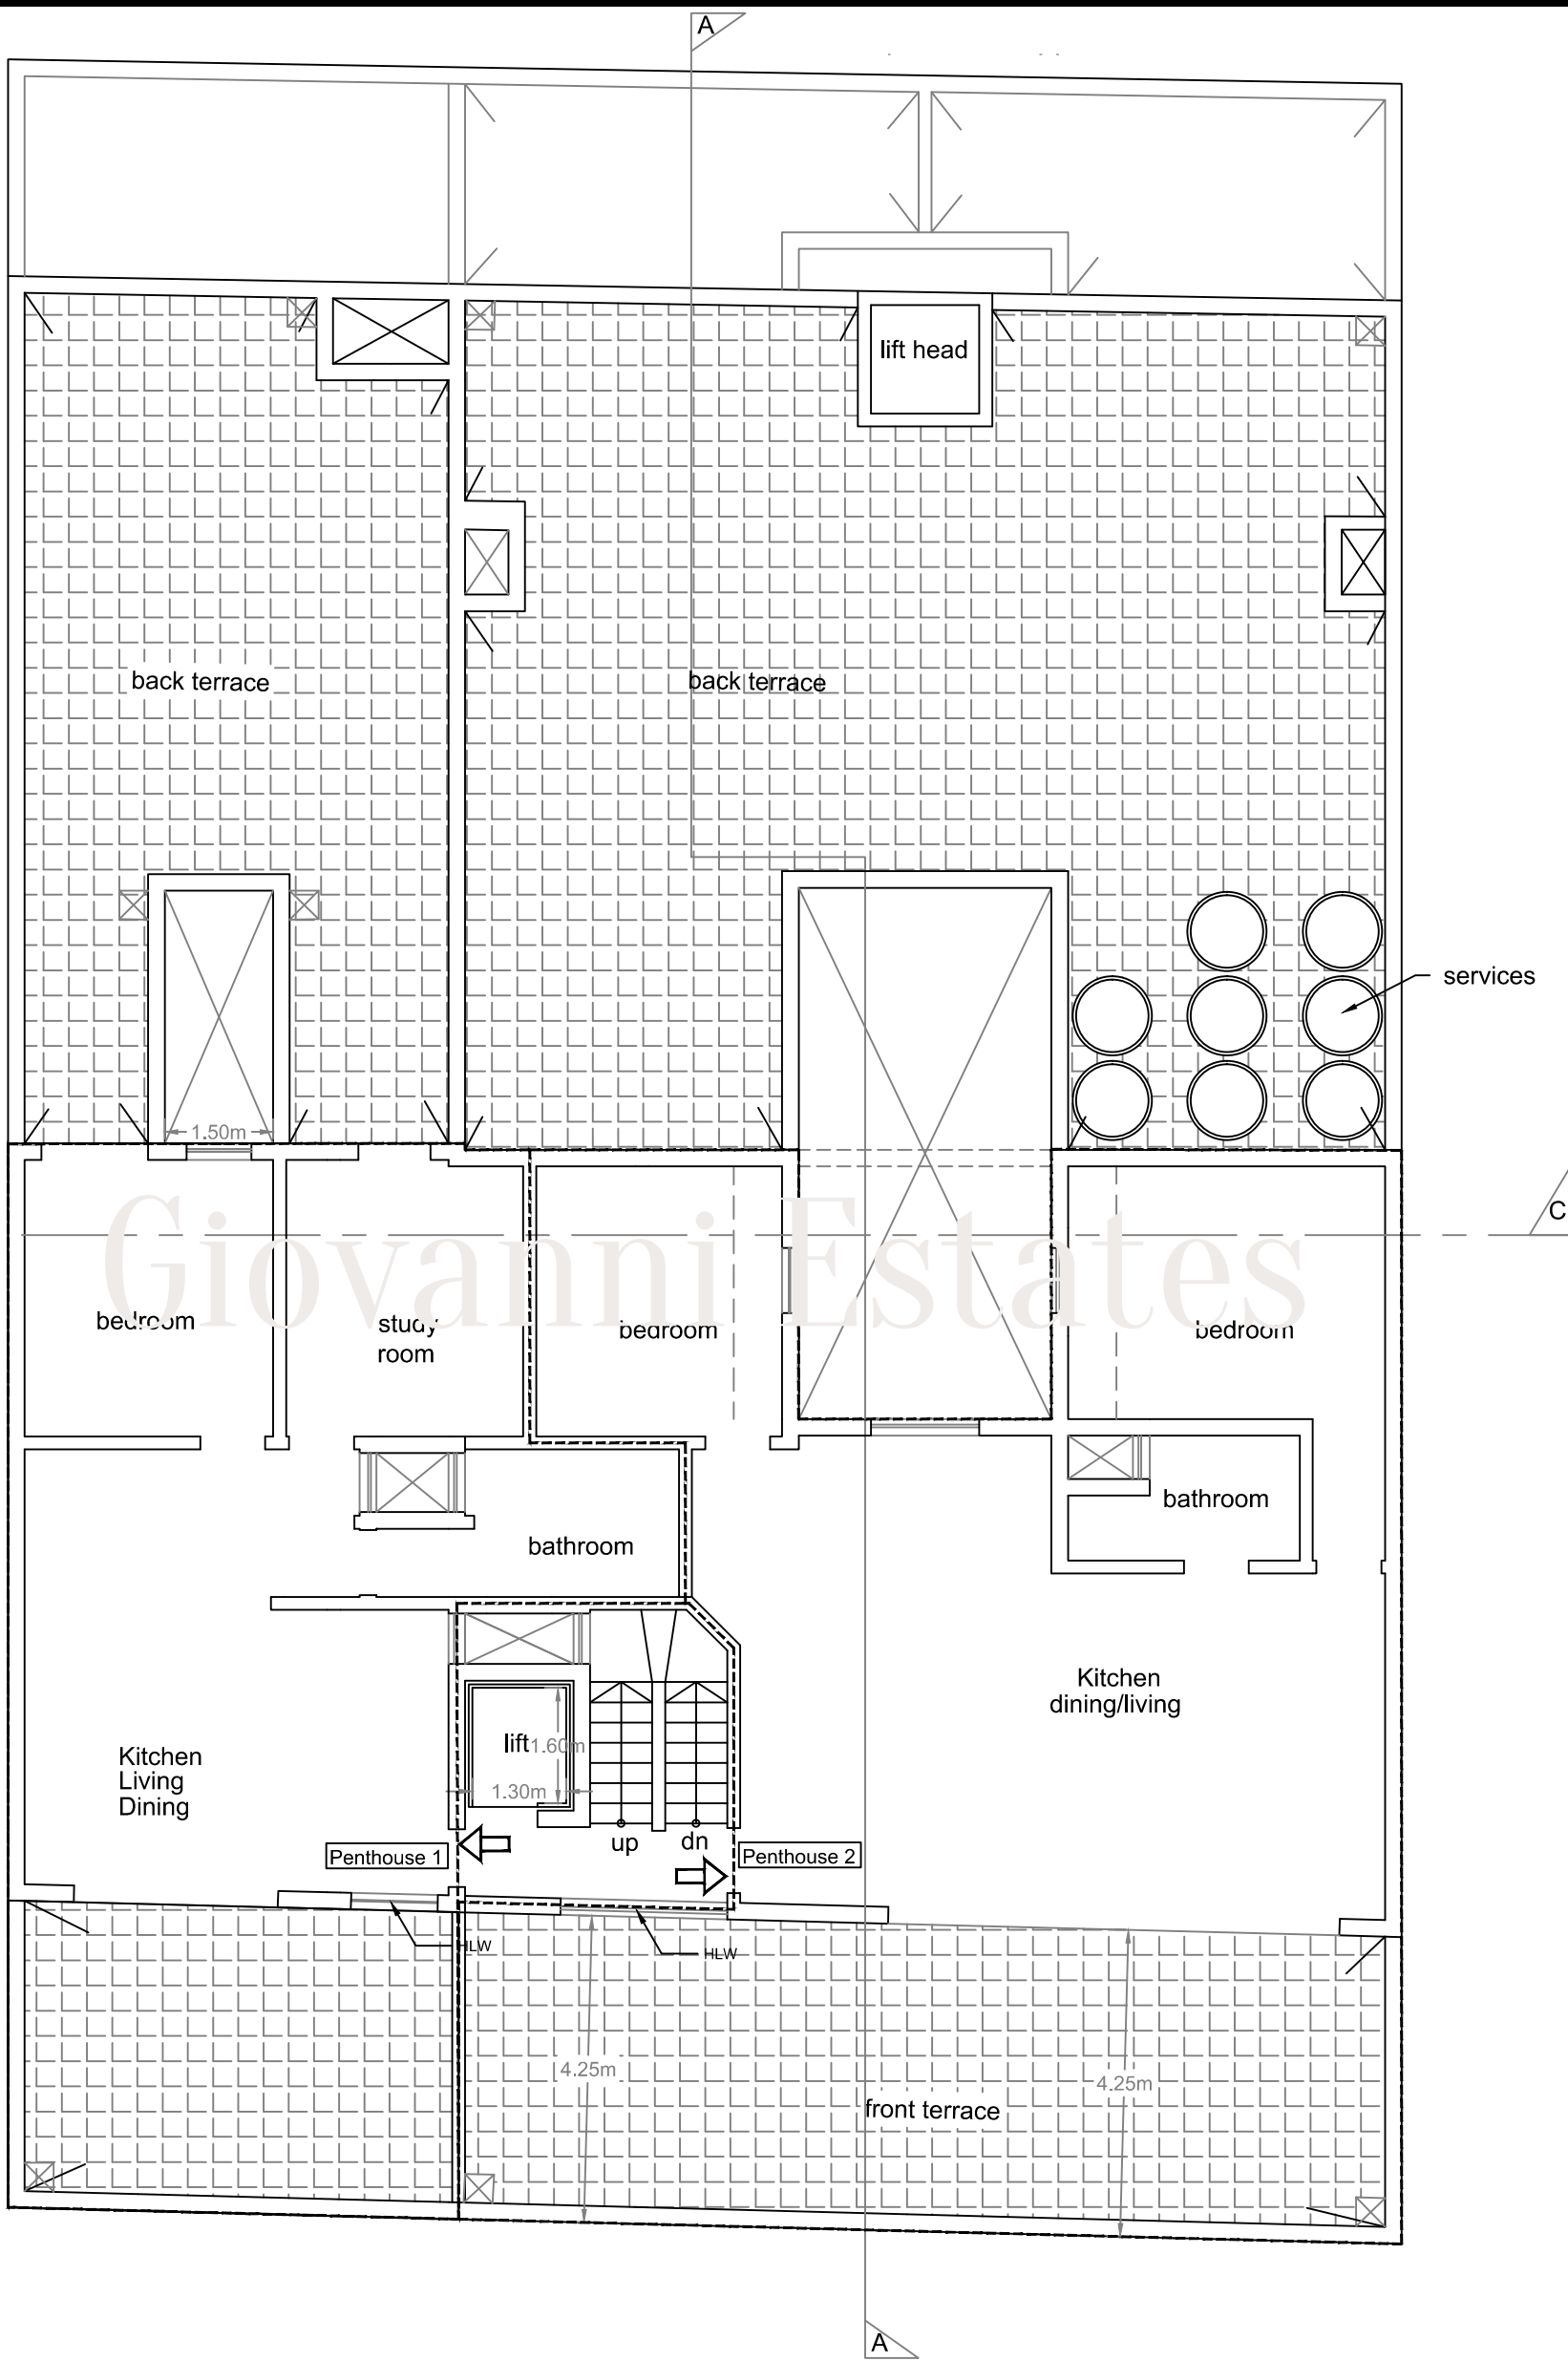 A
lift head
back terrace
back terrace
services
1.50m
C
Giovanni Estates
bedroom
study
room
bedroom
bedroom
bathroom
bathroom
Kitchen
dining/living
lift
1.60m
1.30m
Kitchen
Living
Dining
up
dn
Penthouse 1
Penthouse 2
HLW
HLW
4.25m
4.25m
front terrace
A